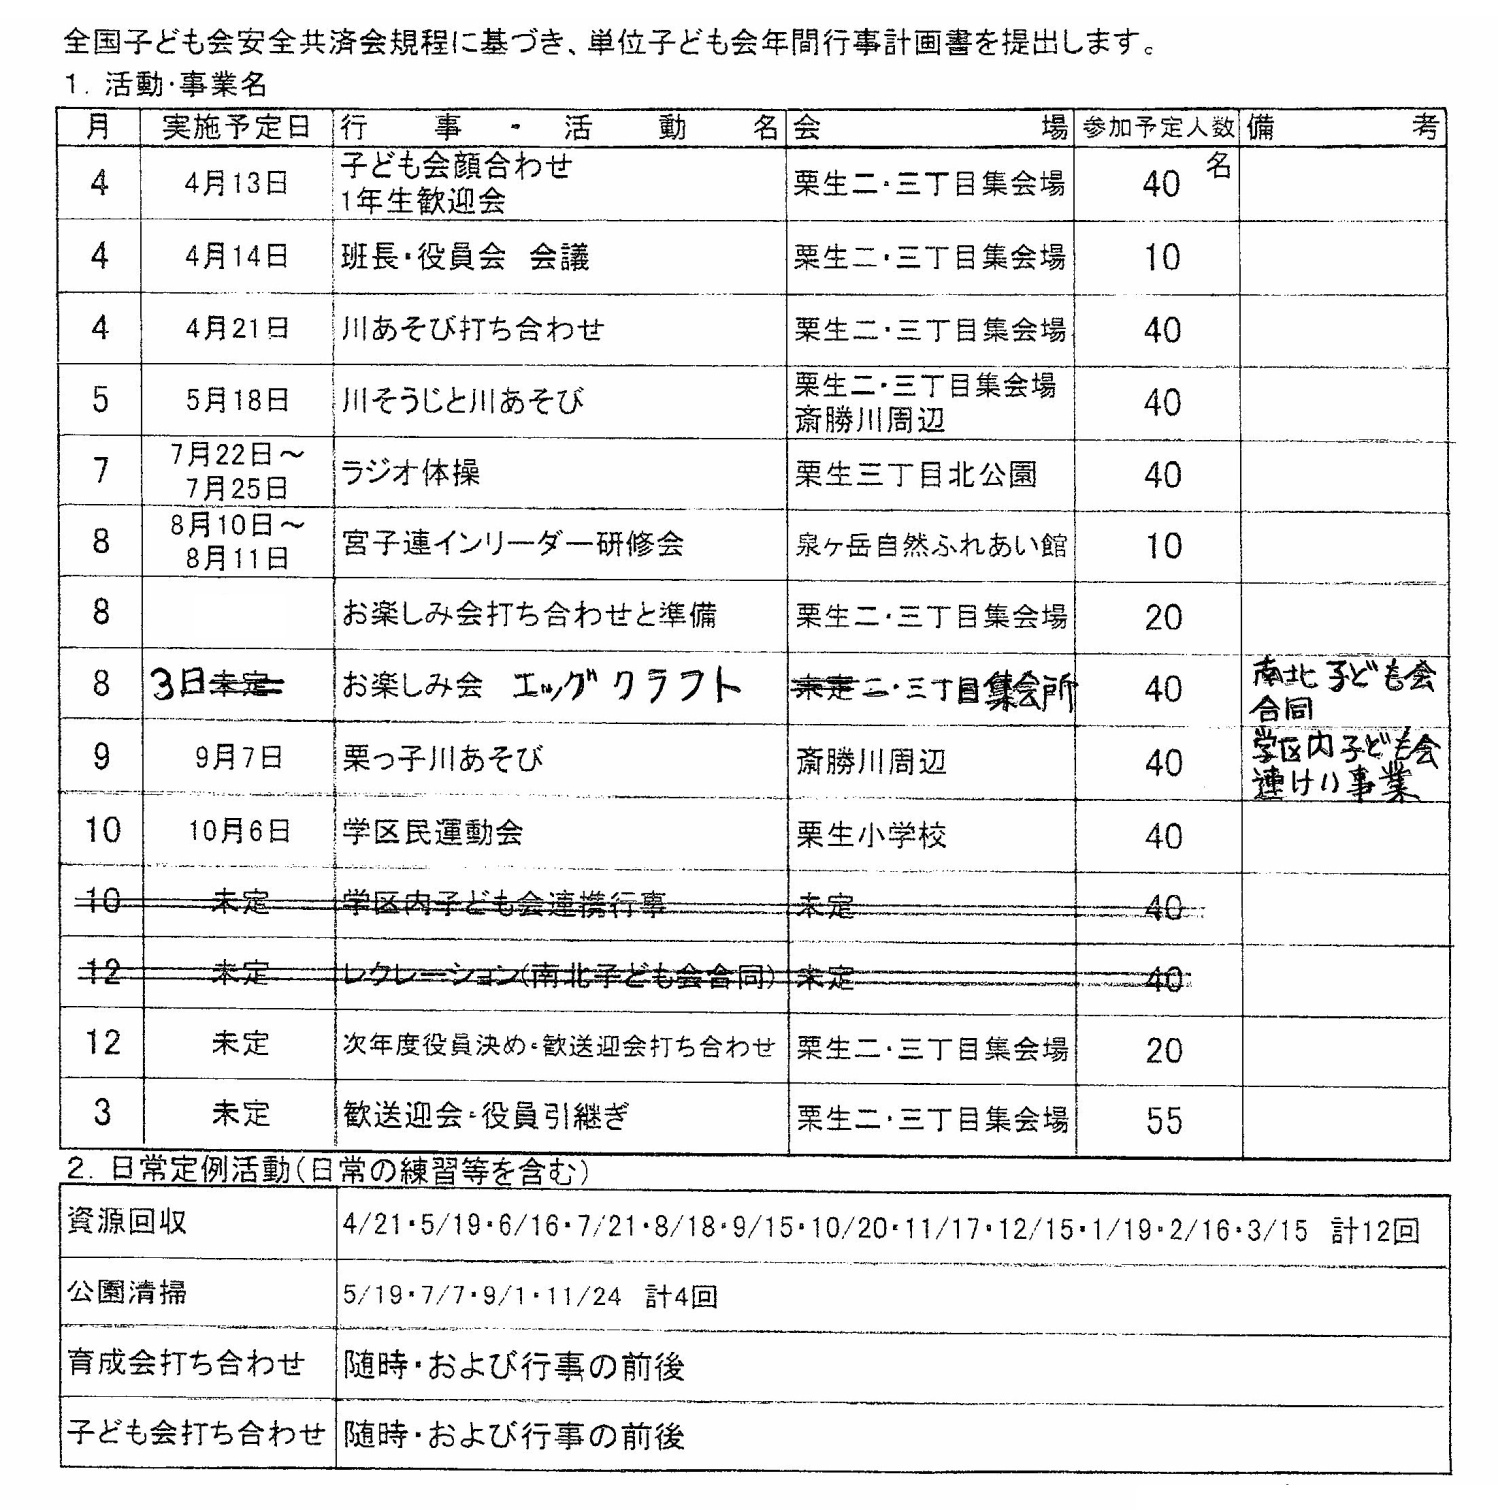 全国子ども会安全共済会規程に基づき、単位子ども会年間行事計画書を提出します。
1. 活動・事業名
月 実施予定日 行事・活動名 会場 参加予定人数 備考
4 4月13日 子ども会顔合わせ 1年生歓迎会 栗生二・三丁目集会場 40 名
4 4月14日 班長・役員会 会議 栗生二・三丁目集会場 10
4 4月21日 川あそび打ち合わせ 栗生二・三丁目集会場 40
5 5月18日 川そうじと川あそび 栗生二・三丁目集会場 斎勝川周辺 40
7 7月22日～ 7月25日 ラジオ体操 栗生三丁目北公園 40
8 8月10日～ 8月11日 宮子連インリーダー研修会 泉ヶ岳自然ふれあい館 10
8 お楽しみ会打ち合わせと準備 栗生二・三丁目集会場 20
8 3日未定 お楽しみ会 エッグクラフト 未定 二・三丁目集会所 40 南北子ども会 合同
9 9月7日 栗っ子川あそび 斎勝川周辺 40 学区内子ども会 連けい事業
10 10月6日 学区民運動会 栗生小学校 40
10 未定 学区内子ども会連携行事 未定 40
12 未定 レクレーション(南北子ども会合同) 未定 40
12 未定 次年度役員決め・歓送迎会打ち合わせ 栗生二・三丁目集会場 20
3 未定 歓送迎会・役員引継ぎ 栗生二・三丁目集会場 55
2. 日常定例活動(日常の練習等を含む)
資源回収 4/21・5/19・6/16・7/21・8/18・9/15・10/20・11/17・12/15・1/19・2/16・3/15 計12回
公園清掃 5/19・7/7・9/1・11/24 計4回
育成会打ち合わせ 随時・および行事の前後
子ども会打ち合わせ 随時・および行事の前後